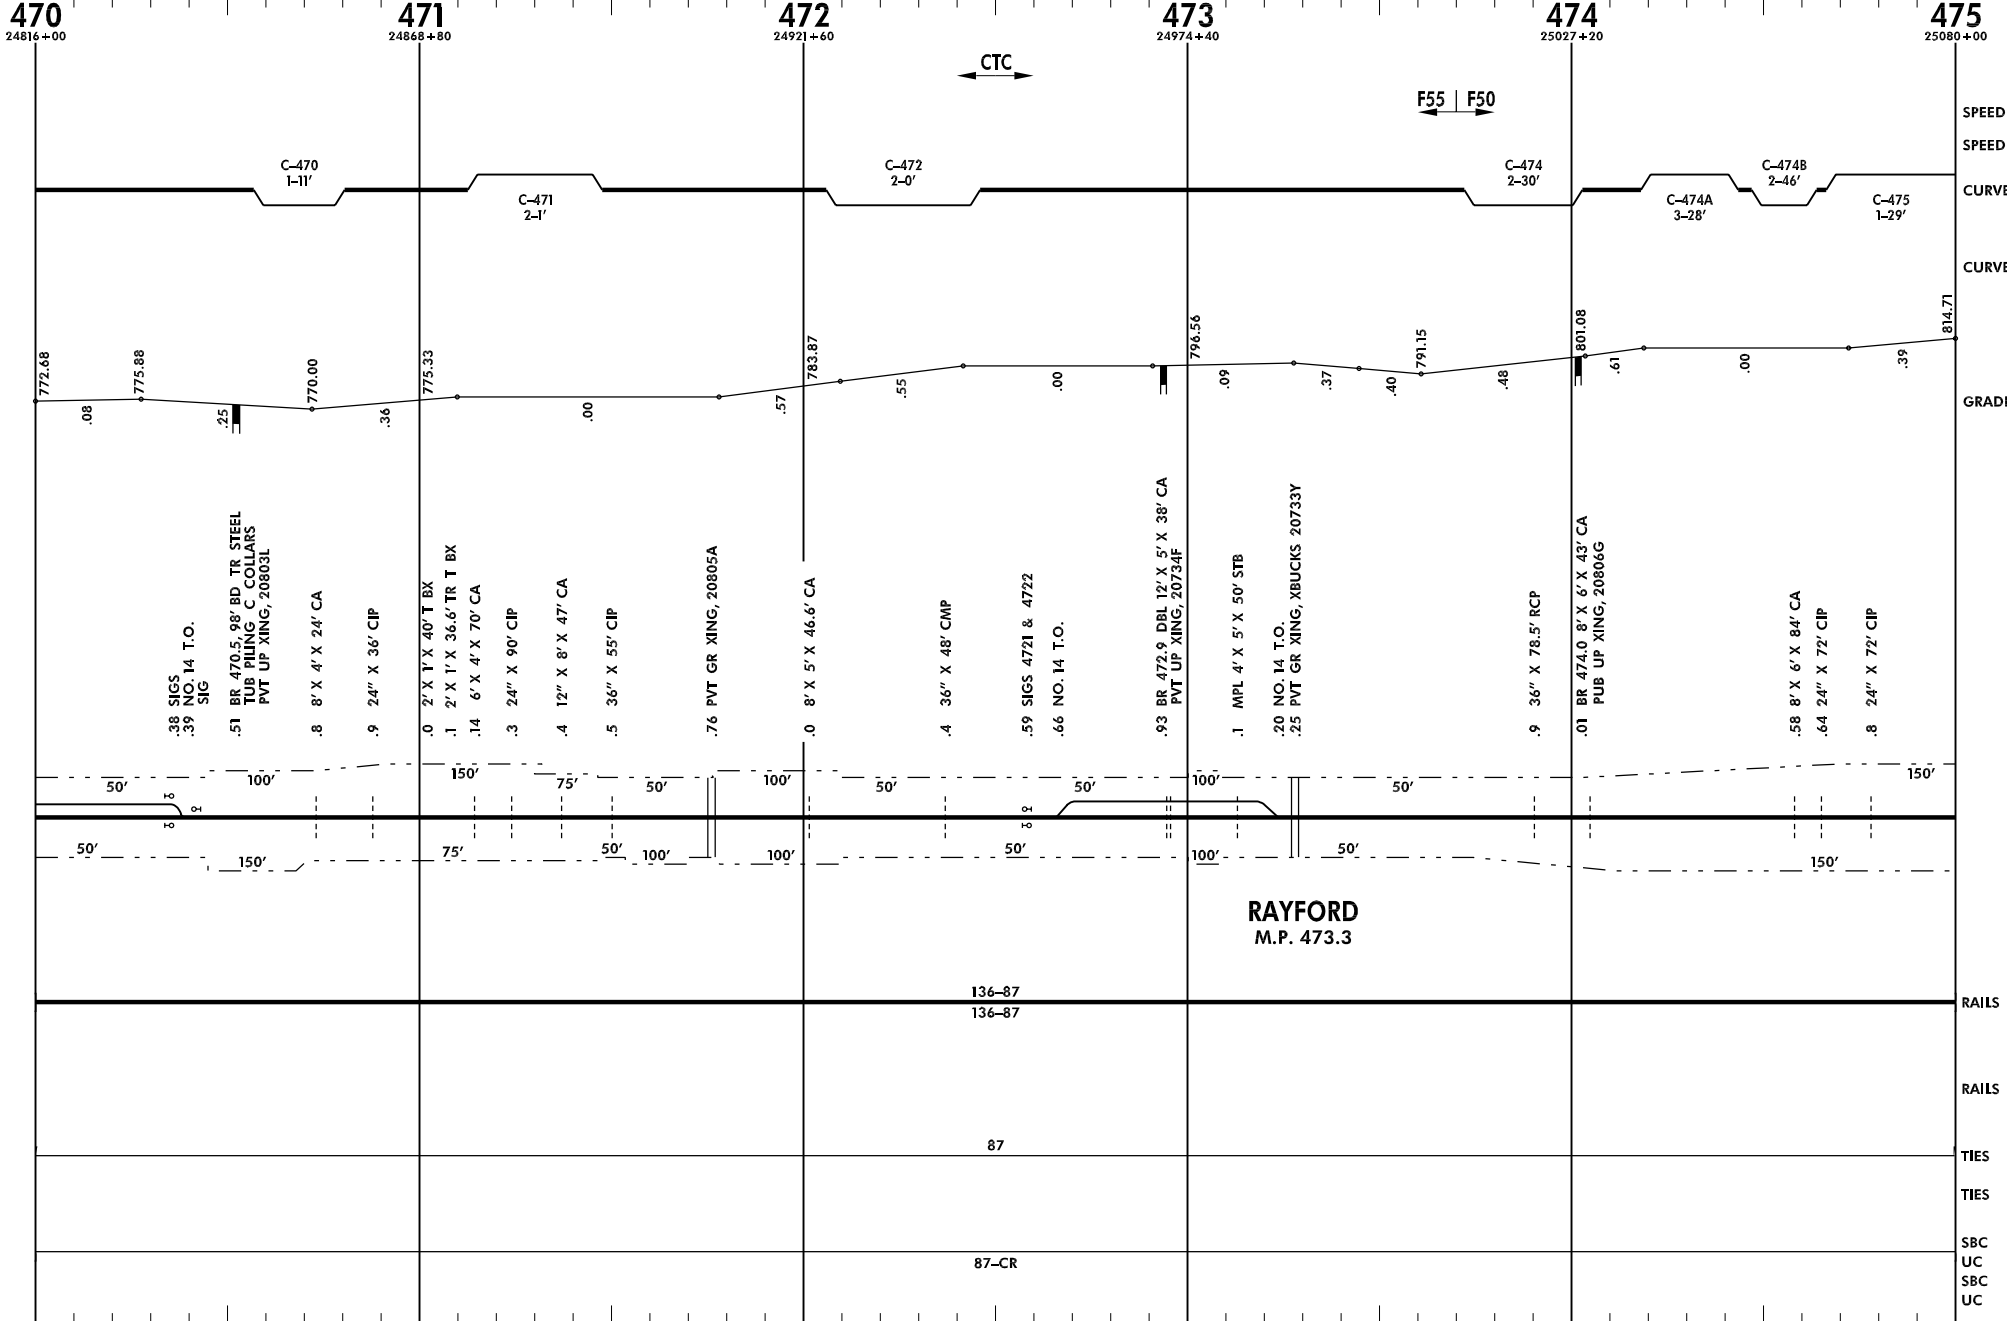 470 471 472 473 474 475
24816+00 24868+80 24921+60 24974+40 25027+20 25080+00
CTC
F55 F50
SPEED
SPEED
C–470
1–11′
C–471
2–1′
C–472
2–0′
C–474
2–30′
C–474A
3–28′
C–474B
2–46′
C–475
1–29′
CURVE
CURVE
772.68
775.88
770.00
775.33
783.87
796.56
791.15
801.08
814.71
.08
.25
.36
.00
.57
.55
.00
.09
.37
.40
.48
.61
.00
.39
GRADE
.38 SIGS
.39 NO. 14 T.O.
SIG
.51 BR 470.5, 98′ BD TR STEEL
TUB PILING C COLLARS
PVT UP XING, 20803L
.8 8′ X 4′ X 24′ CA
.9 24″ X 36′ CIP
.0 2′ X 1′ X 40′ T BX
.1 2′ X 1′ X 36.6′ TR T BX
.14 6′ X 4′ X 70′ CA
.3 24″ X 90′ CIP
.4 12″ X 8′ X 47′ CA
.5 36″ X 55′ CIP
.76 PVT GR XING, 20805A
.0 8′ X 5′ X 46.6′ CA
.4 36″ X 48′ CMP
.59 SIGS 4721 & 4722
.66 NO. 14 T.O.
.93 BR 472.9 DBL 12′ X 5′ X 38′ CA
PVT UP XING, 20734F
.1 MPL 4′ X 5′ X 50′ STB
.20 NO. 14 T.O.
.25 PVT GR XING, XBUCKS 20733Y
.9 36″ X 78.5′ RCP
.01 BR 474.0 8′ X 6′ X 43′ CA
PUB UP XING, 20806G
.58 8′ X 6′ X 84′ CA
.64 24″ X 72′ CIP
.8 24″ X 72′ CIP
50′ 100′ 150′ 75′ 50′ 100′ 50′ 50′ 100′ 50′ 150′
50′ 150′ 75′ 50′ 100′ 100′ 50′ 100′ 50′ 150′
RAYFORD
M.P. 473.3
136–87
136–87
RAILS
RAILS
87
TIES
TIES
87–CR
SBC
UC
SBC
UC